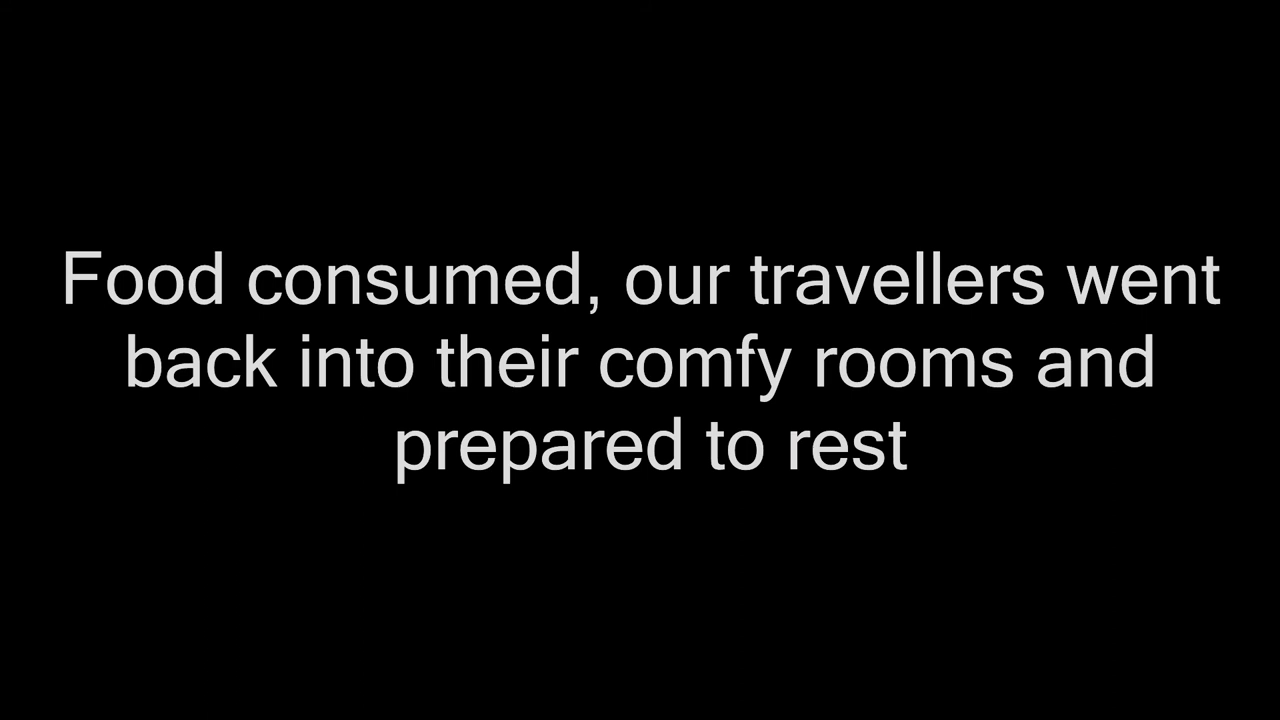 Food consumed, our travellers went
back into their comfy rooms and
prepared to rest